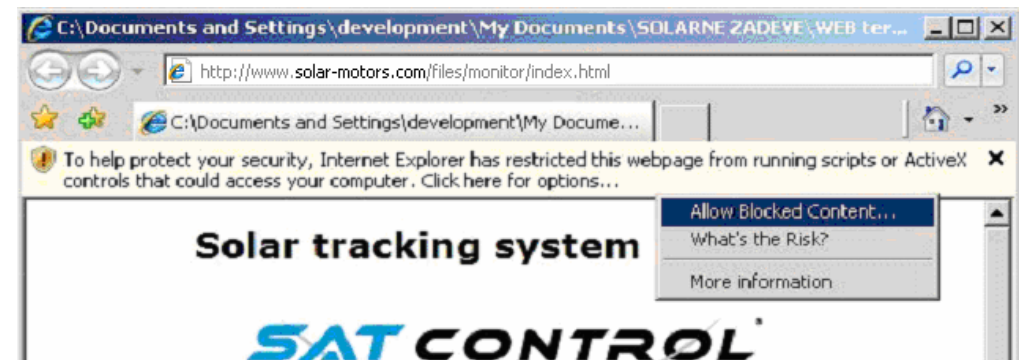 C:\Documents and Settings\development\My Documents\SOLARNE ZADEVE\WEB ter...
http://www.solar-motors.com/files/monitor/index.html
C:\Documents and Settings\development\My Docume...
To help protect your security, Internet Explorer has restricted this webpage from running scripts or ActiveX
controls that could access your computer. Click here for options...
Allow Blocked Content...
What's the Risk?
More information
Solar tracking system
SAT CONTROL